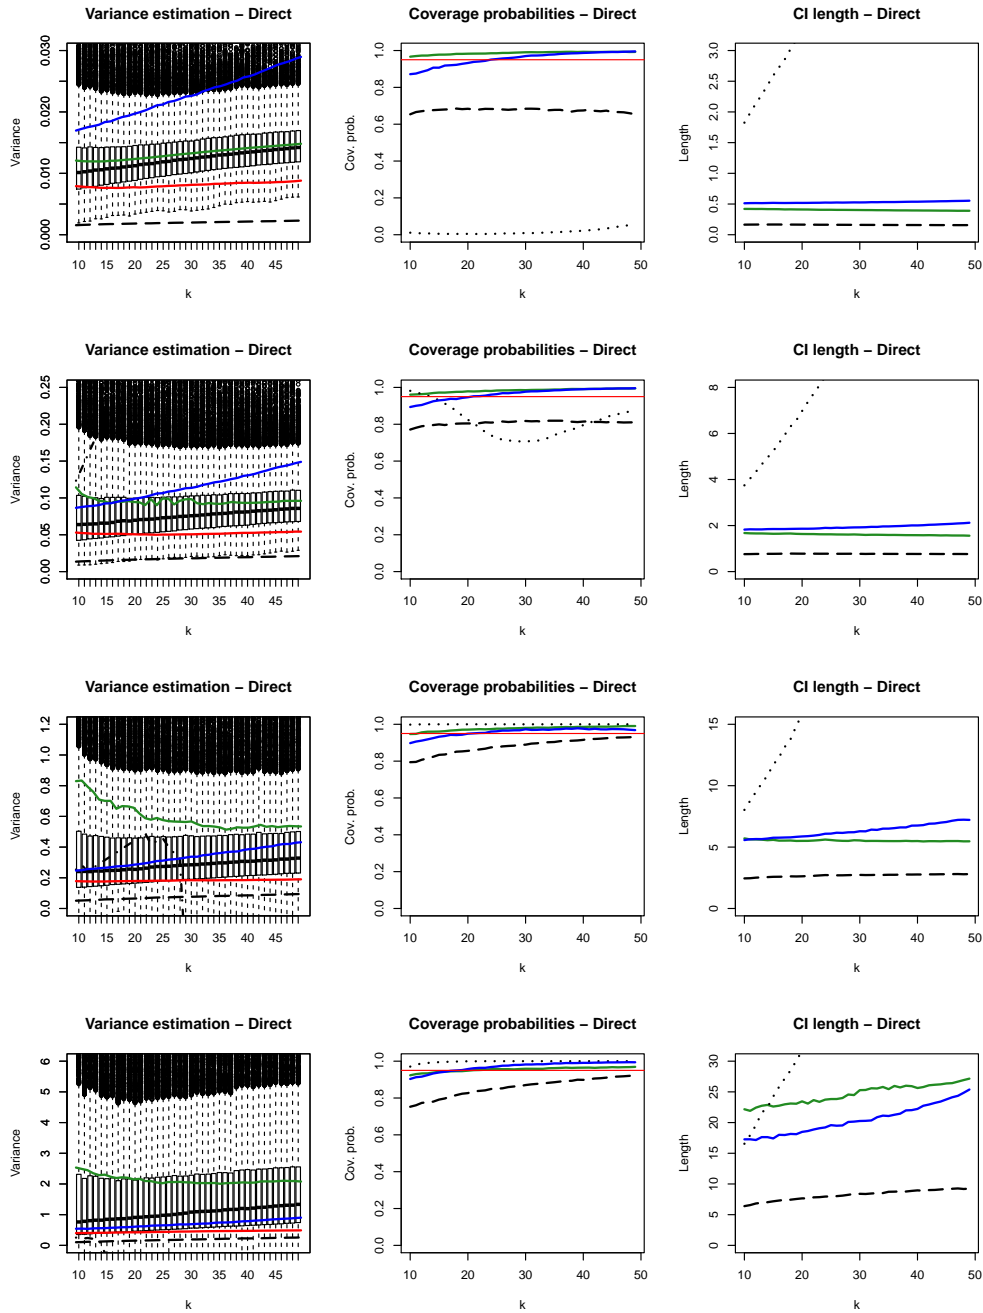 Variance estimation − Direct
Coverage probabilities − Direct
CI length − Direct
Variance
0.000 0.010 0.020 0.030
10 15 20 25 30 35 40 45
k
Cov. prob.
0.0 0.2 0.4 0.6 0.8 1.0
10 20 30 40 50
k
Length
0.0 0.5 1.0 1.5 2.0 2.5 3.0
10 20 30 40 50
k
Variance estimation − Direct
Coverage probabilities − Direct
CI length − Direct
Variance
0.00 0.05 0.10 0.15 0.20 0.25
10 15 20 25 30 35 40 45
k
Cov. prob.
0.0 0.2 0.4 0.6 0.8 1.0
10 20 30 40 50
k
Length
0 2 4 6 8
10 20 30 40 50
k
Variance estimation − Direct
Coverage probabilities − Direct
CI length − Direct
Variance
0.0 0.2 0.4 0.6 0.8 1.0 1.2
10 15 20 25 30 35 40 45
k
Cov. prob.
0.0 0.2 0.4 0.6 0.8 1.0
10 20 30 40 50
k
Length
0 5 10 15
10 20 30 40 50
k
Variance estimation − Direct
Coverage probabilities − Direct
CI length − Direct
Variance
0 1 2 3 4 5 6
10 15 20 25 30 35 40 45
k
Cov. prob.
0.0 0.2 0.4 0.6 0.8 1.0
10 20 30 40 50
k
Length
0 5 10 15 20 25 30
10 20 30 40 50
k